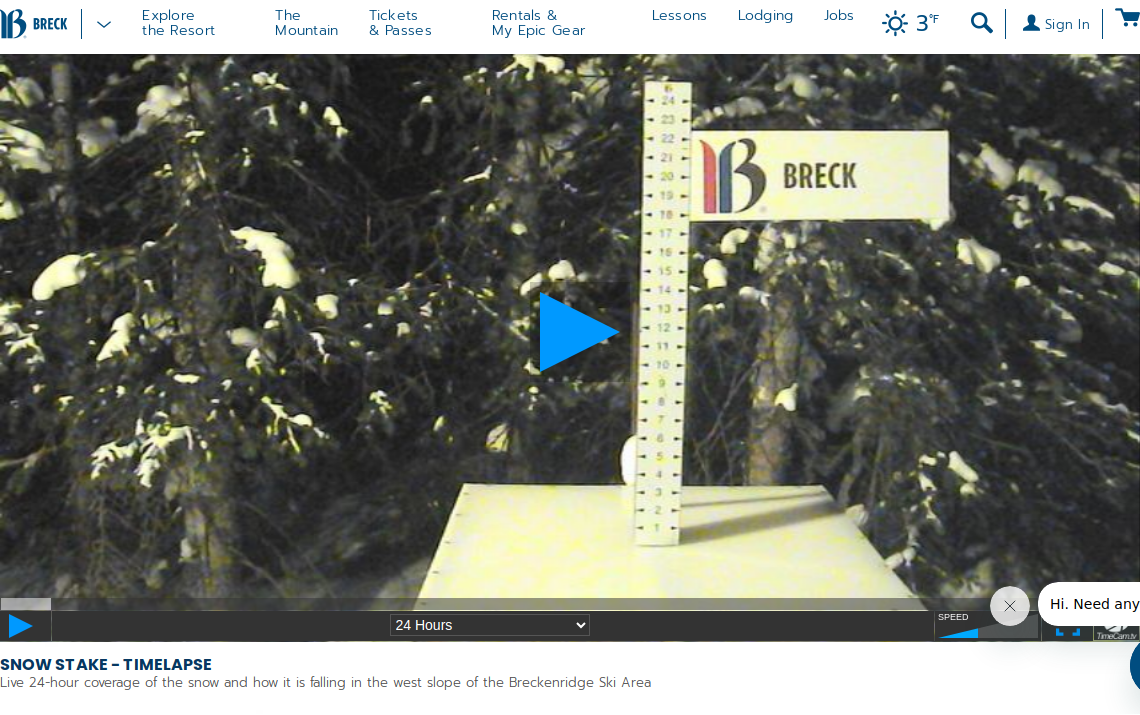 BRECK
Explore
the Resort
The
Mountain
Tickets
& Passes
Rentals &
My Epic Gear
Lessons
Lodging
Jobs
3°F
Sign In
6
24
23
22
21
20
19
18
17
16
15
14
13
12
11
10
9
8
7
6
5
4
3
2
1
B BRECK
24 Hours
SPEED
Hi. Need any
TimeCam.tv
SNOW STAKE - TIMELAPSE
Live 24-hour coverage of the snow and how it is falling in the west slope of the Breckenridge Ski Area